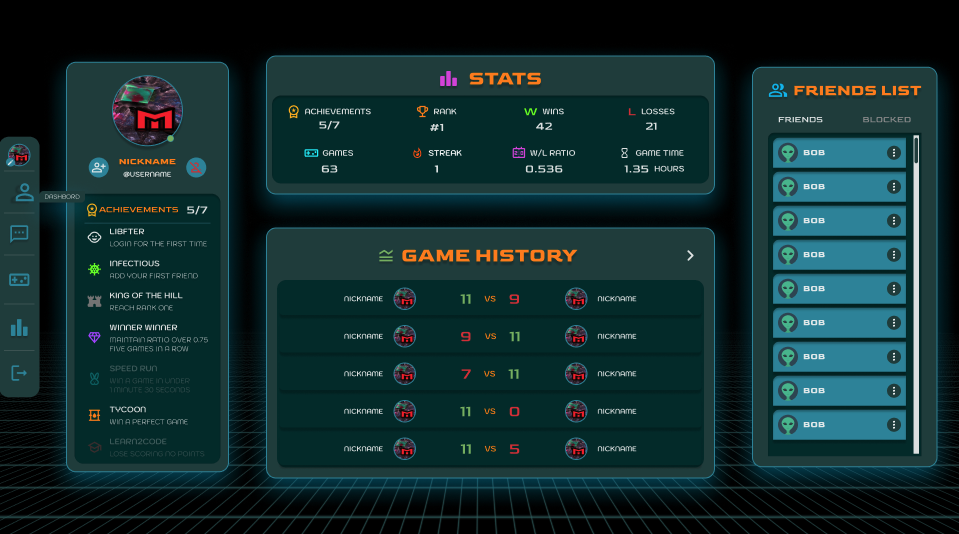 DASHBORD
NICKNAME
@USERNAME
ACHIEVEMENTS 5/7
LIBFTER
LOGIN FOR THE FIRST TIME
INFECTIOUS
ADD YOUR FIRST FRIEND
KING OF THE HILL
REACH RANK ONE
WINNER WINNER
MAINTAIN RATIO OVER 0.75
FIVE GAMES IN A ROW
SPEED RUN
WIN A GAME IN UNDER
1 MINUTE 30 SECONDS
TYCOON
WIN A PERFECT GAME
LEARN2CODE
LOSE SCORING NO POINTS
STATS
ACHIEVEMENTS
5/7
RANK
#1
W WINS
42
L LOSSES
21
GAMES
63
STREAK
1
W/L RATIO
0.536
GAME TIME
1.35 HOURS
GAME HISTORY
NICKNAME 11 VS 9 NICKNAME
NICKNAME 9 VS 11 NICKNAME
NICKNAME 7 VS 11 NICKNAME
NICKNAME 11 VS 0 NICKNAME
NICKNAME 11 VS 5 NICKNAME
FRIENDS LIST
FRIENDS BLOCKED
BOB
BOB
BOB
BOB
BOB
BOB
BOB
BOB
BOB